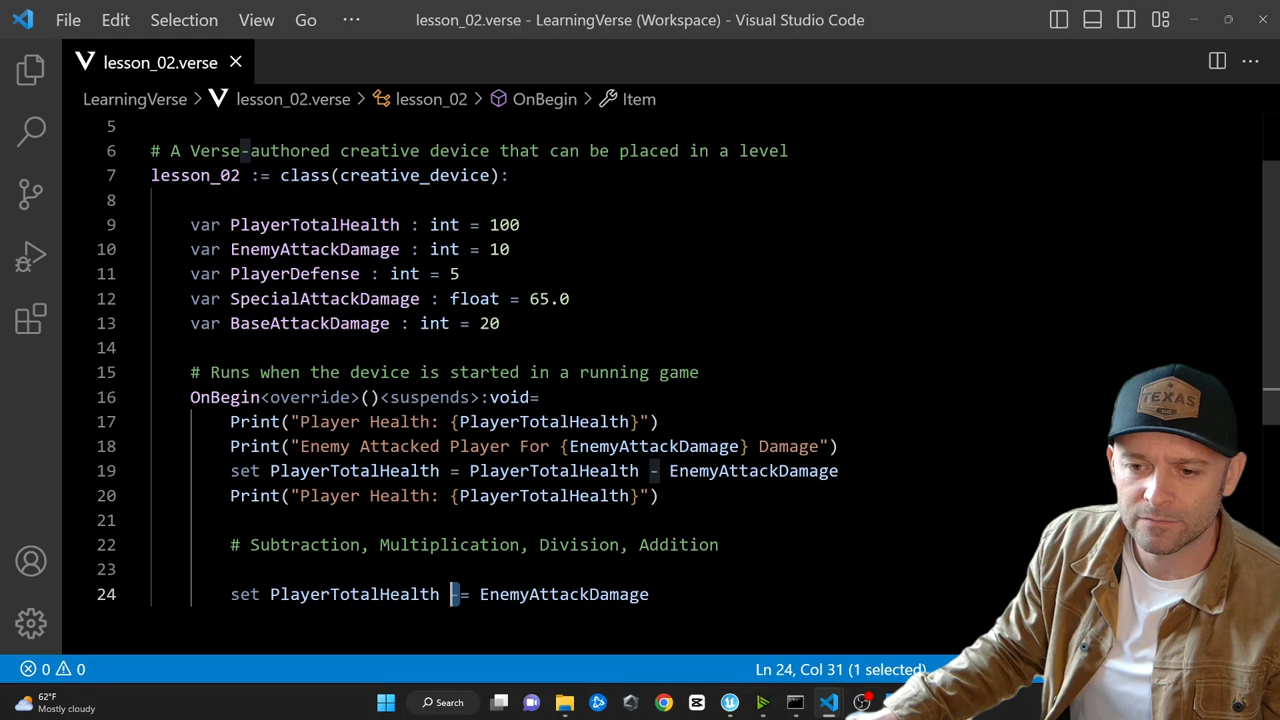 File Edit Selection View Go ··· lesson_02.verse - LearningVerse (Workspace) - Visual Studio Code
lesson_02.verse
LearningVerse > lesson_02.verse > lesson_02 > OnBegin > Item
5
6 # A Verse-authored creative device that can be placed in a level
7 lesson_02 := class(creative_device):
8
9 var PlayerTotalHealth : int = 100
10 var EnemyAttackDamage : int = 10
11 var PlayerDefense : int = 5
12 var SpecialAttackDamage : float = 65.0
13 var BaseAttackDamage : int = 20
14
15 # Runs when the device is started in a running game
16 OnBegin<override>()<suspends>:void=
17 Print("Player Health: {PlayerTotalHealth}")
18 Print("Enemy Attacked Player For {EnemyAttackDamage} Damage")
19 set PlayerTotalHealth = PlayerTotalHealth - EnemyAttackDamage
20 Print("Player Health: {PlayerTotalHealth}")
21
22 # Subtraction, Multiplication, Division, Addition
23
24 set PlayerTotalHealth -= EnemyAttackDamage
0 0 Ln 24, Col 31 (1 selected)
62°F
Mostly cloudy
Search
TEXAS